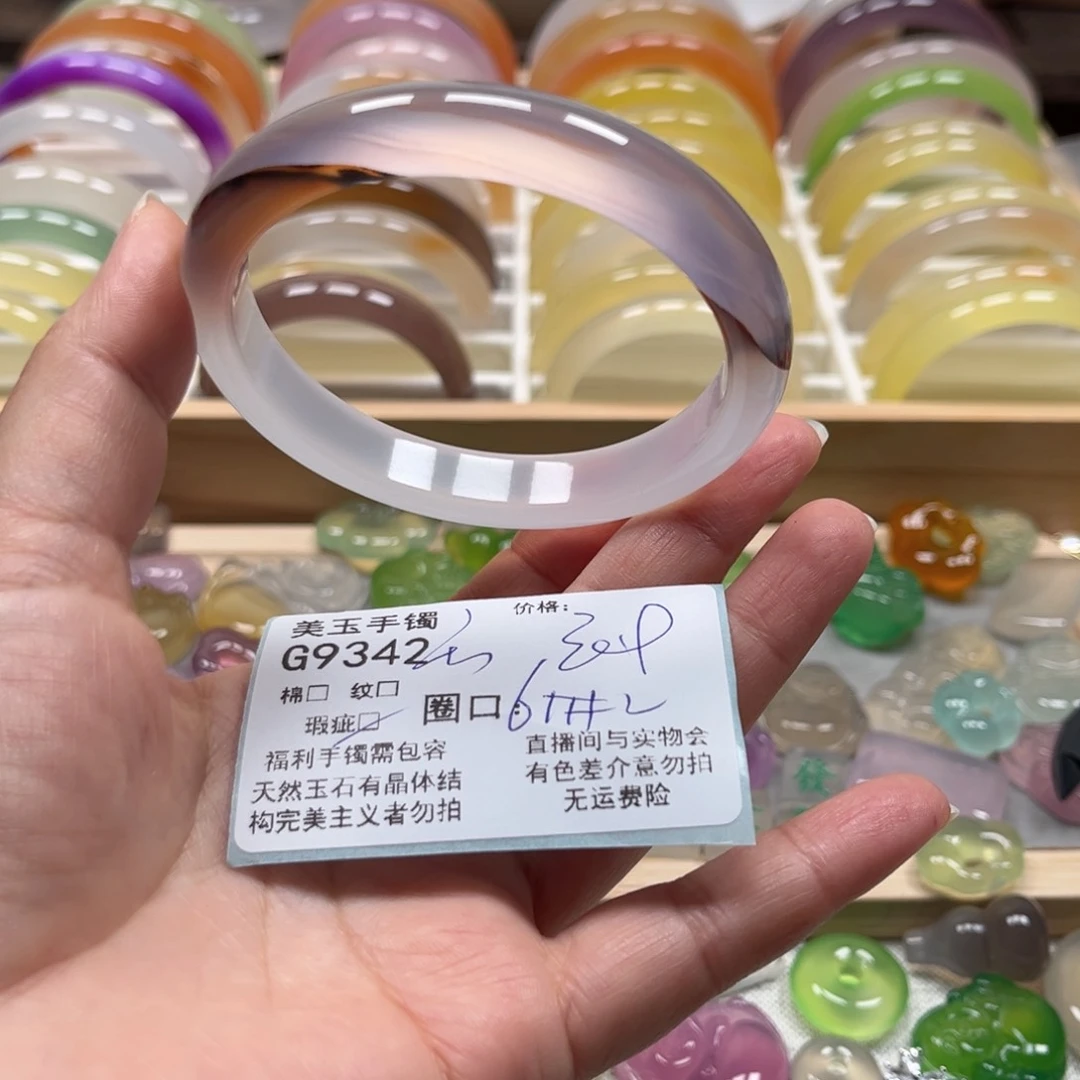 美玉手镯
价格:
G9342
棉□ 纹□
瑕疵□
圈口:
福利手镯需包容
天然玉石有晶体结
构完美主义者勿拍
直播间与实物会
有色差介意勿拍
无运费险